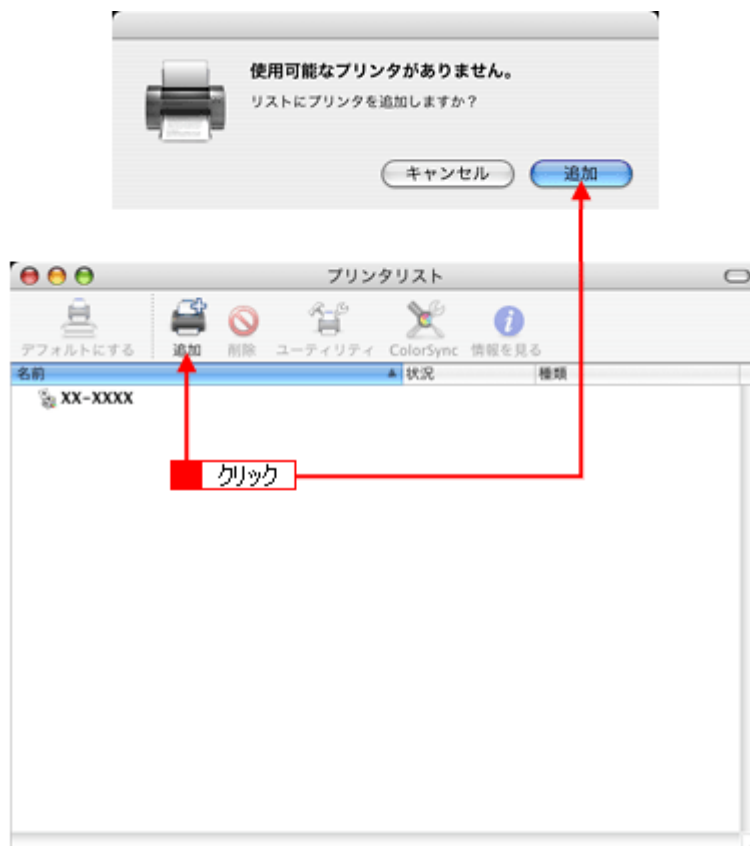 使用可能なプリンタがありません。
リストにプリンタを追加しますか？
キャンセル 追加
プリンタリスト
デフォルトにする 追加 削除 ユーティリティ ColorSync 情報を見る
名前 状況 種類
XX-XXXX
クリック